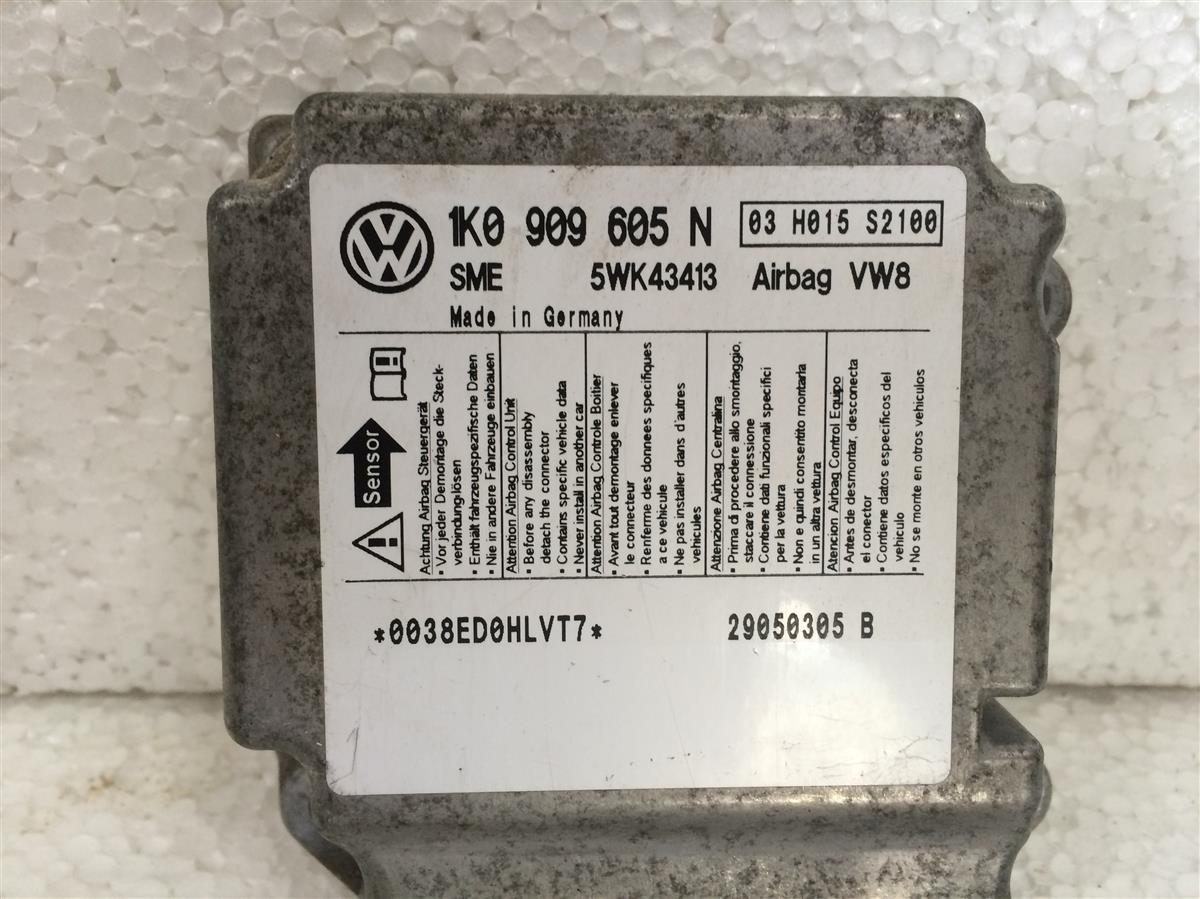 1K0 909 605 N
03 H015 S2100
SME 5WK43413 Airbag VW8
Made in Germany
Sensor
Achtung Airbag Steuergerät
• Vor jeder Demontage die Steck-
verbindung lösen
• Enthält fahrzeugspezifische Daten
• Nie in andere Fahrzeuge einbauen
Attention Airbag Control Unit
• Before any disassembly
detach the connector
• Contains specific vehicle data
• Never install in another car
Attention Airbag Controle Boitier
• Avant tout demontage enlever
le connecteur
• Renferme des donnees specifiques
a ce vehicule
• Ne pas installer dans d'autres
vehicules
Attenzione Airbag Centralina
• Prima di procedere allo smontaggio,
staccare il connessione
• Contiene dati funzionali specifici
per la vettura
• Non e quindi consentito montarla
in un altra vettura
Atencion Airbag Control Equipo
• Antes de desmontar, desconecta
el conector
• Contiene datos especificos del
vehiculo
• No se monte en otros vehiculos
*0038ED0HLVT7* 29050305 B